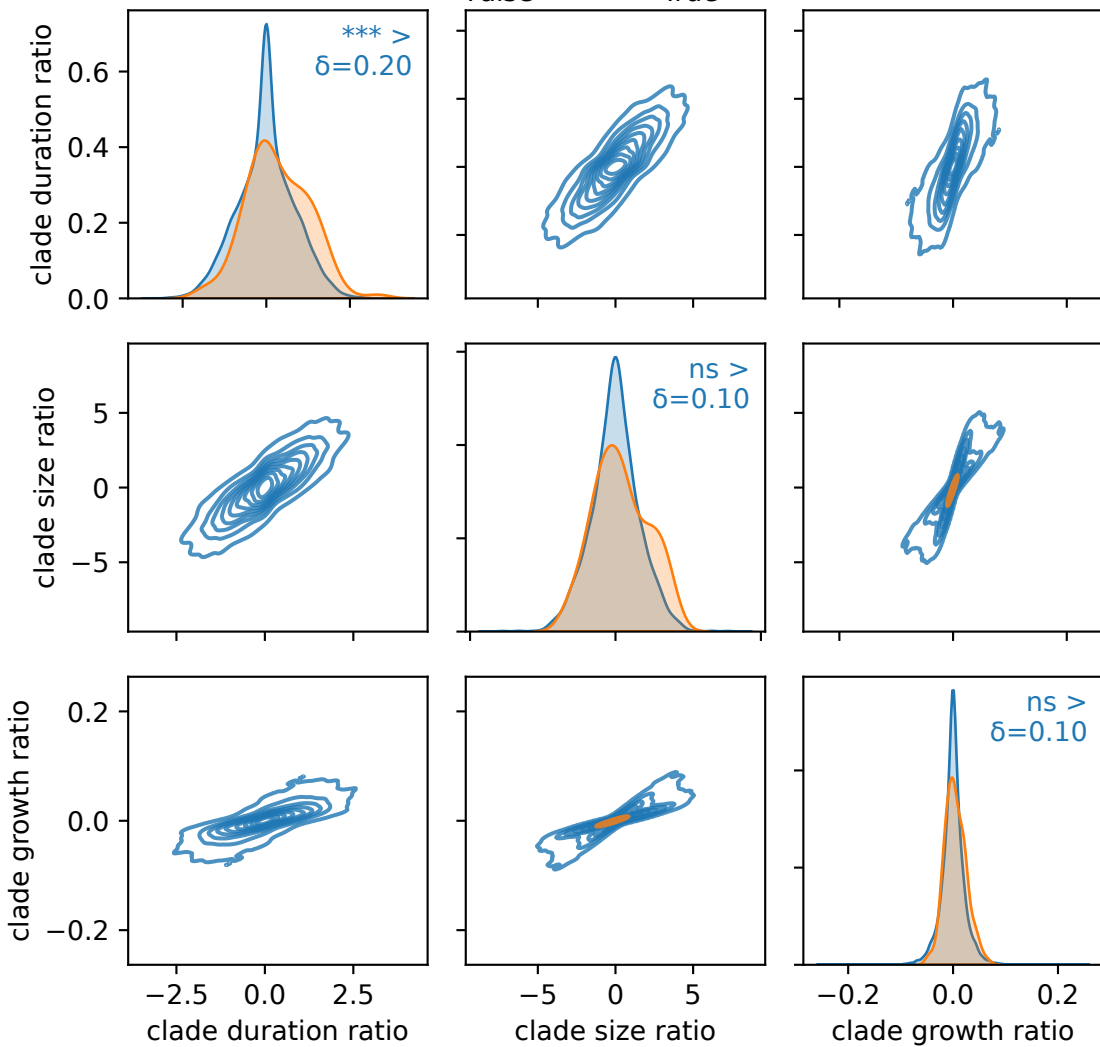 clade duration ratio
0.6
0.4
0.2
0.0
*** >
δ=0.20
clade size ratio
5
0
−5
ns >
δ=0.10
clade growth ratio
0.2
0.0
−0.2
ns >
δ=0.10
−2.5 0.0 2.5
−5 0 5
−0.2 0.0 0.2
clade duration ratio
clade size ratio
clade growth ratio